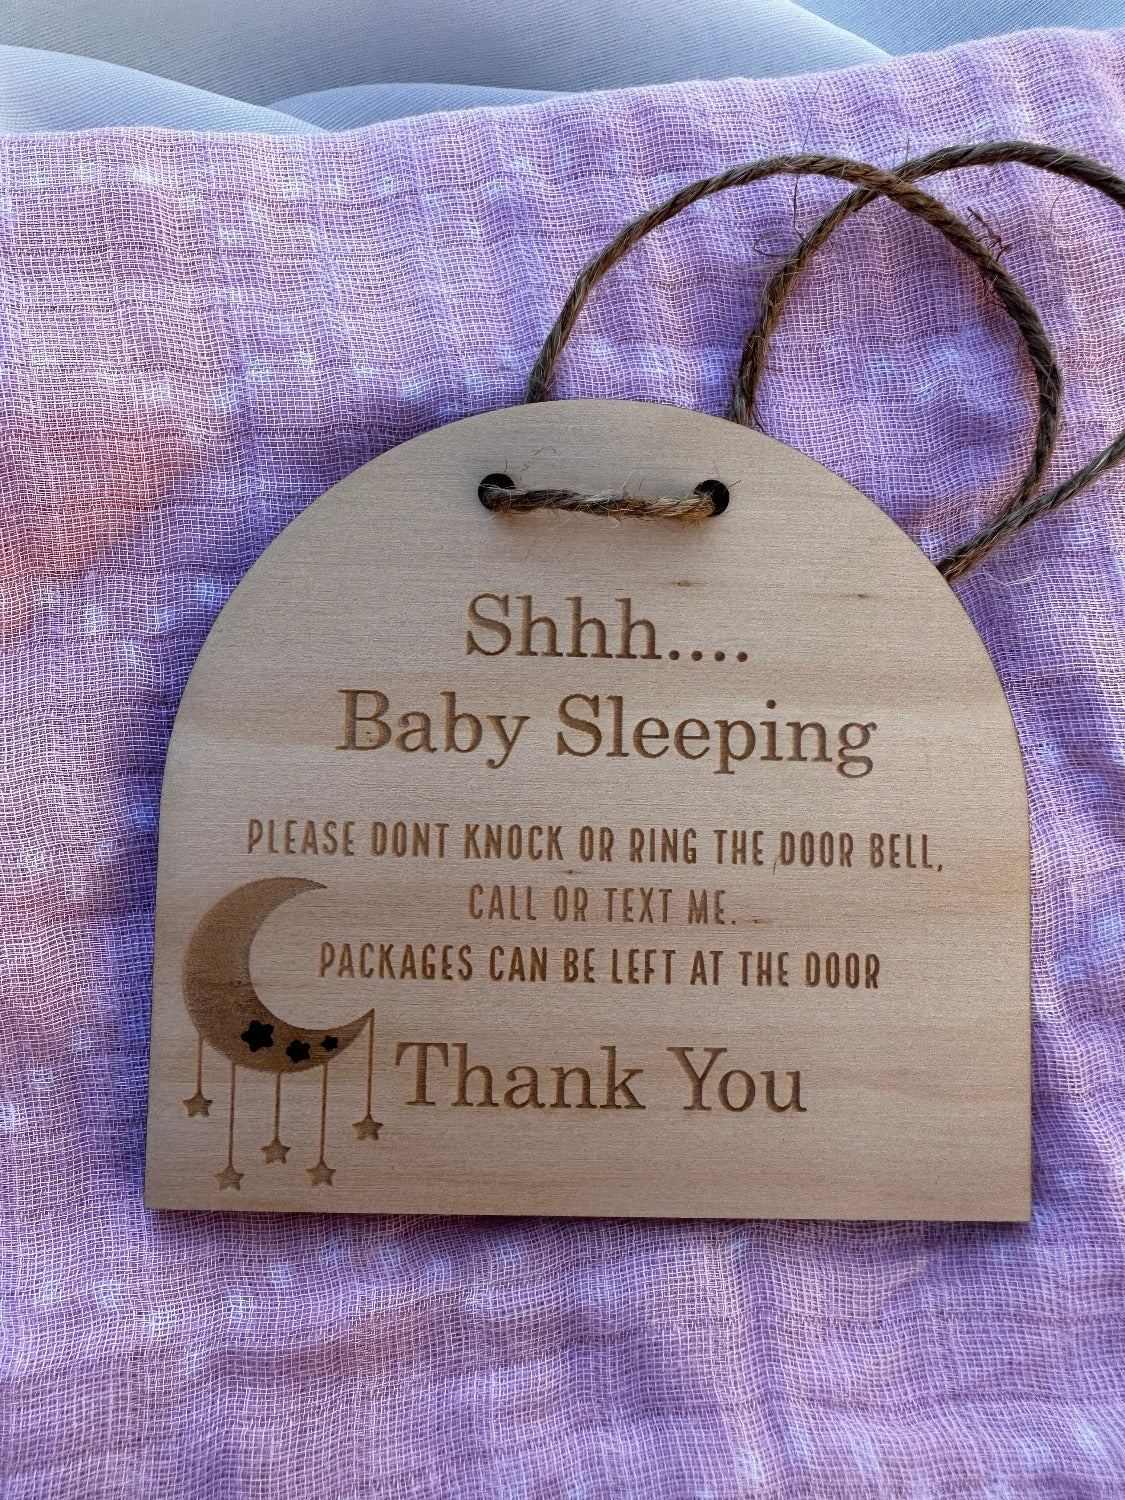 Shhh....
Baby Sleeping
PLEASE DONT KNOCK OR RING THE DOOR BELL,
CALL OR TEXT ME.
PACKAGES CAN BE LEFT AT THE DOOR
Thank You